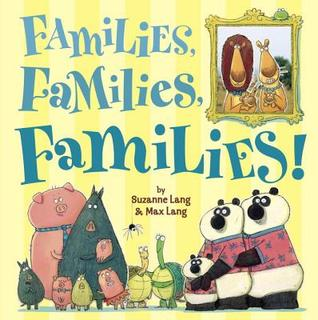 FAMiLiES,
FaMiLiES,
FaMiLiES!
by
Suzanne Lang
& Max Lang